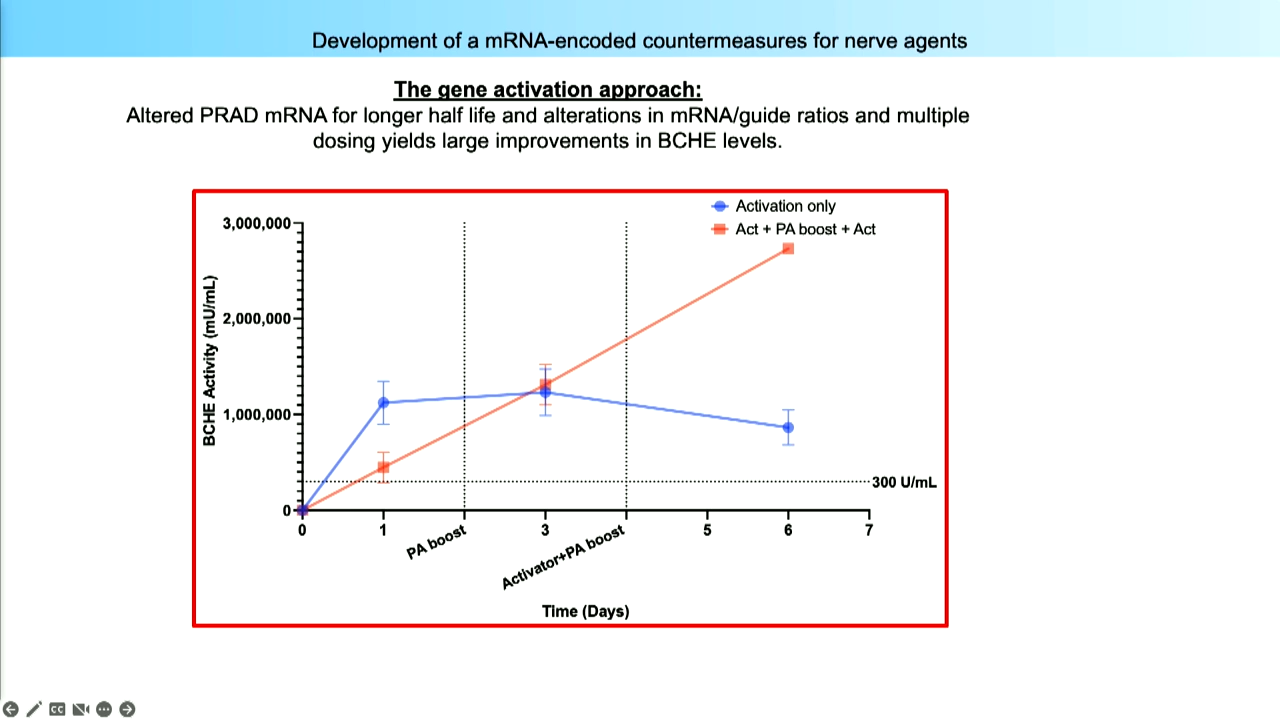 Development of a mRNA-encoded countermeasures for nerve agents
The gene activation approach:
Altered PRAD mRNA for longer half life and alterations in mRNA/guide ratios and multiple
dosing yields large improvements in BCHE levels.
Activation only
Act + PA boost + Act
3,000,000
2,000,000
1,000,000
0
BCHE Activity (mU/mL)
300 U/mL
0
1
PA boost
3
Activator+PA boost
5
6
7
Time (Days)
CC